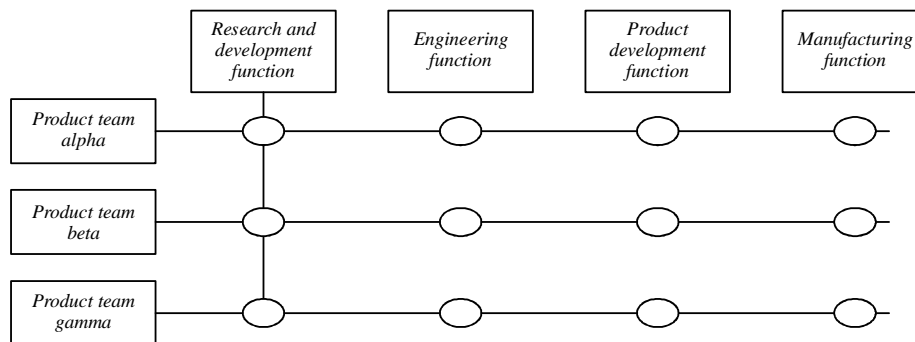 Research and
development
function
Engineering
function
Product
development
function
Manufacturing
function
Product team
alpha
Product team
beta
Product team
gamma